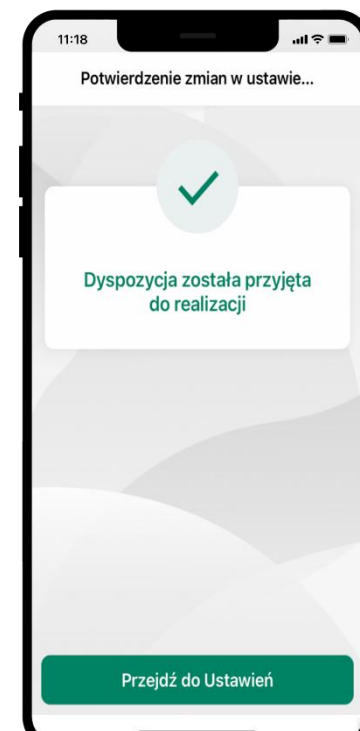 11:18
Potwierdzenie zmian w ustawie...
Dyspozycja została przyjęta
do realizacji
Przejdź do Ustawień